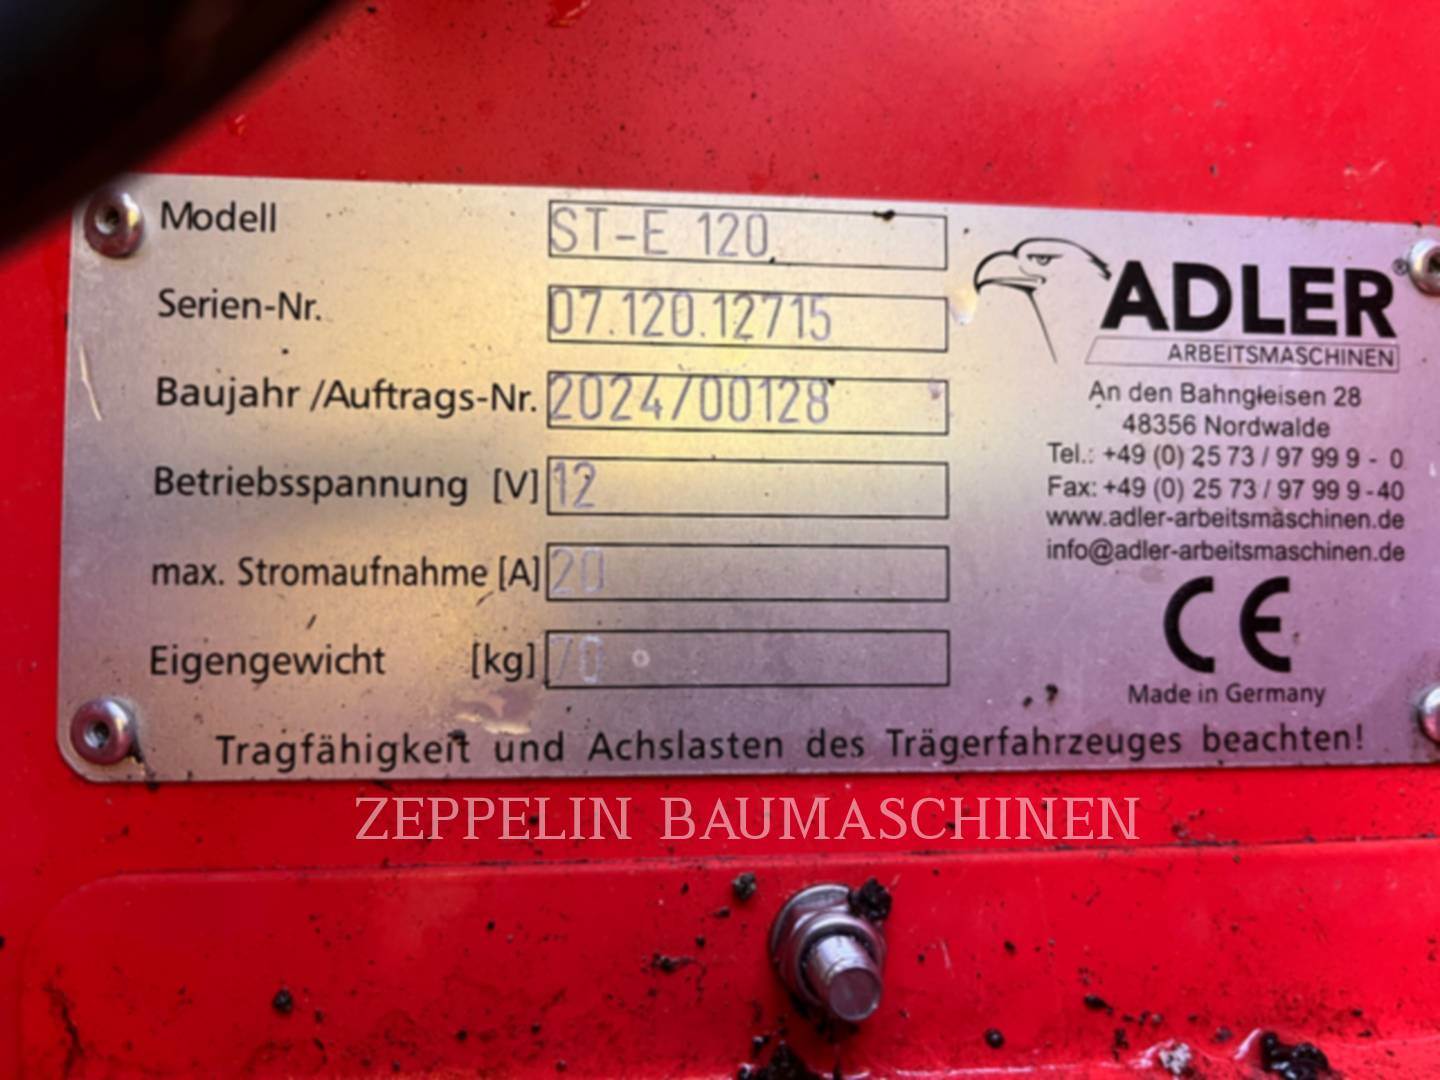 Modell ST-E 120
Serien-Nr. 07.120.12715
Baujahr /Auftrags-Nr. 2024/00128
Betriebsspannung [V] 12
max. Stromaufnahme [A] 20
Eigengewicht [kg] 70
ADLER®
ARBEITSMASCHINEN
An den Bahngleisen 28
48356 Nordwalde
Tel.: +49 (0) 25 73 / 97 99 9 - 0
Fax: +49 (0) 25 73 / 97 99 9 -40
www.adler-arbeitsmaschinen.de
info@adler-arbeitsmaschinen.de
CE
Made in Germany
Tragfähigkeit und Achslasten des Trägerfahrzeuges beachten!
ZEPPELIN BAUMASCHINEN